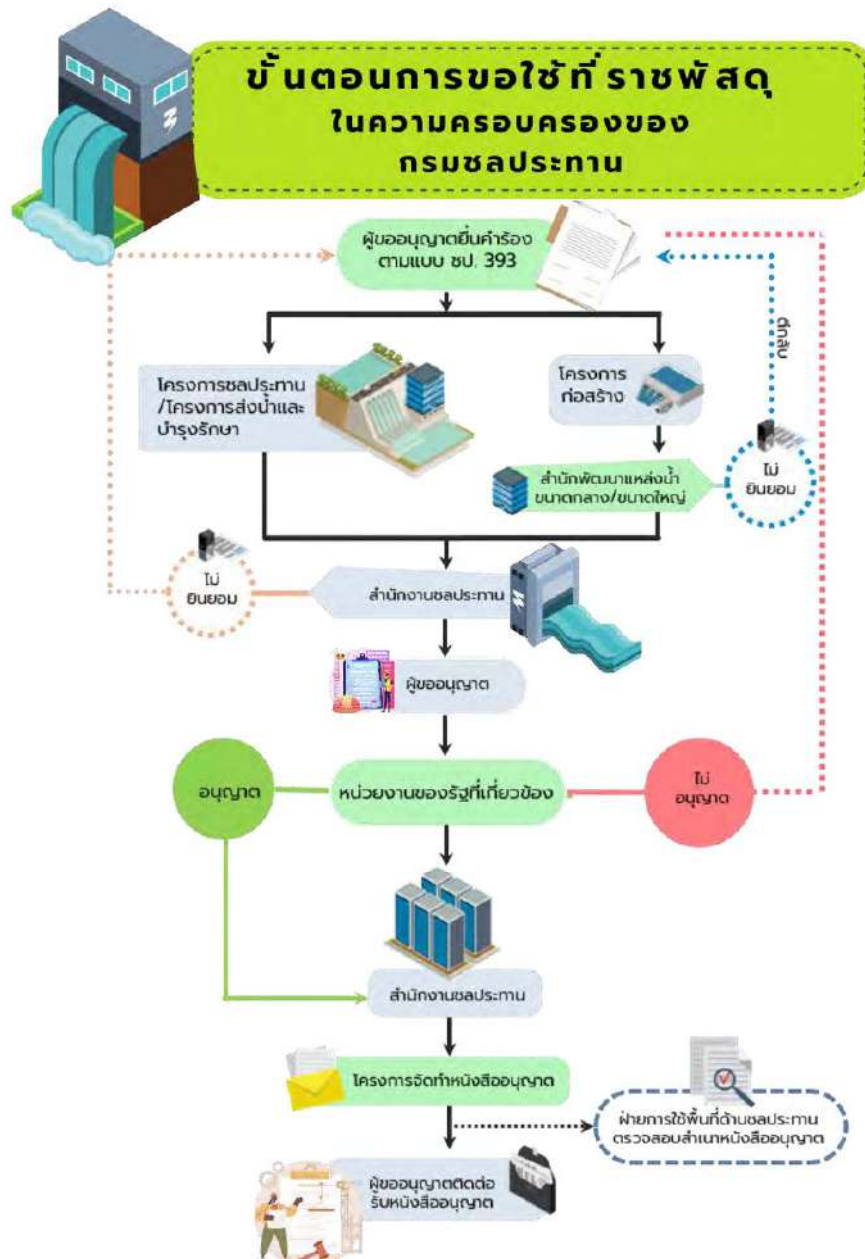 ขั้นตอนการขอใช้ที่ราชพัสดุ
ในความครอบครองของ
กรมชลประทาน
ผู้ขออนุญาตยื่นคำร้อง
ตามแบบ ชป. 393
ตีกลับ
โครงการชลประทาน
/โครงการส่งน้ำและ
บำรุงรักษา
โครงการ
ก่อสร้าง
สำนักพัฒนาแหล่งน้ำ
ขนาดกลาง/ขนาดใหญ่
ไม่
ยินยอม
ไม่
ยินยอม
สำนักงานชลประทาน
ผู้ขออนุญาต
อนุญาต
หน่วยงานของรัฐที่เกี่ยวข้อง
ไม่
อนุญาต
สำนักงานชลประทาน
โครงการจัดทำหนังสืออนุญาต
ฝ่ายการใช้พื้นที่ด้านชลประทาน
ตรวจสอบสำเนาหนังสืออนุญาต
ผู้ขออนุญาตติดต่อ
รับหนังสืออนุญาต